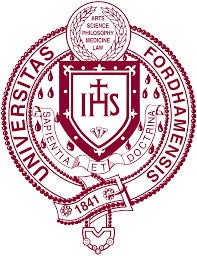 ARTS
SCIENCE
PHILOSOPHY
MEDICINE
LAW
UNIVERSITAS FORDHAMENSIS
IHS
SAPIENTIA ET DOCTRINA
1841